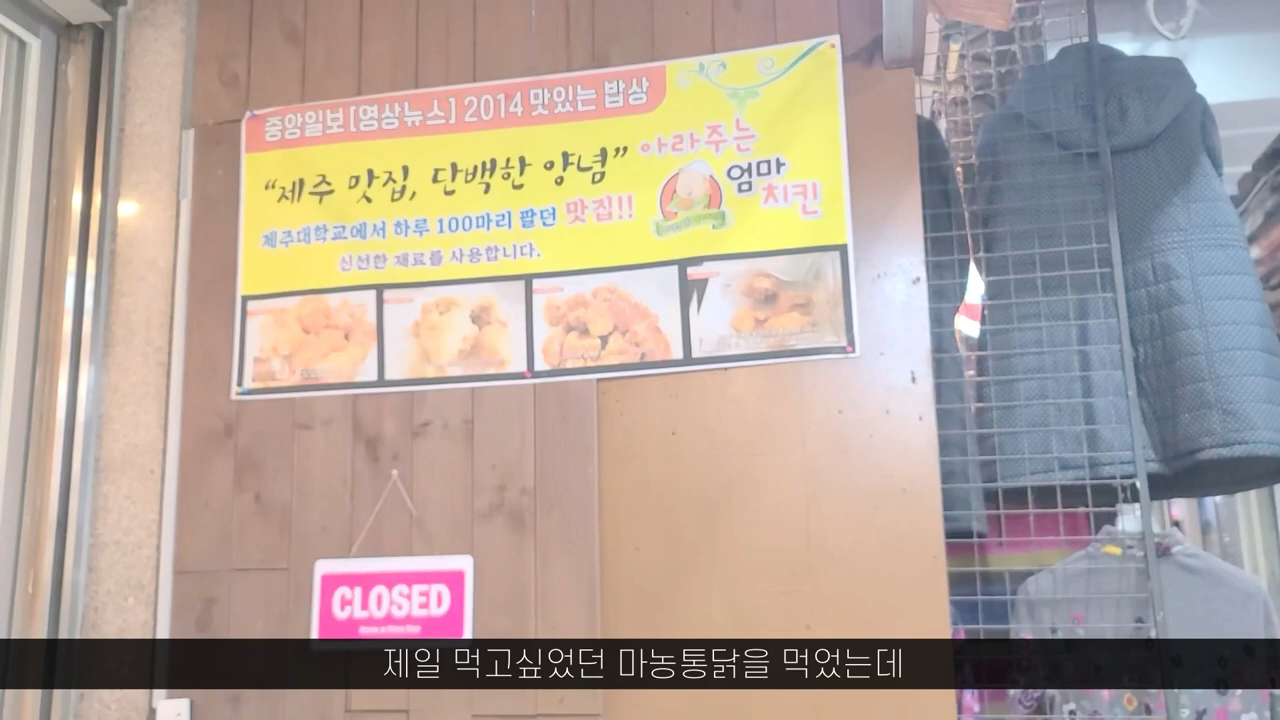 중앙일보 [영상뉴스] 2014 맛있는 밥상
“제주 맛집, 단백한 양념”
아라주는
엄마
치킨
제주대학교에서 하루 100마리 팔던 맛집!!
신선한 재료를 사용합니다.
CLOSED
Have a Nice Day
제일 먹고싶었던 마농통닭을 먹었는데